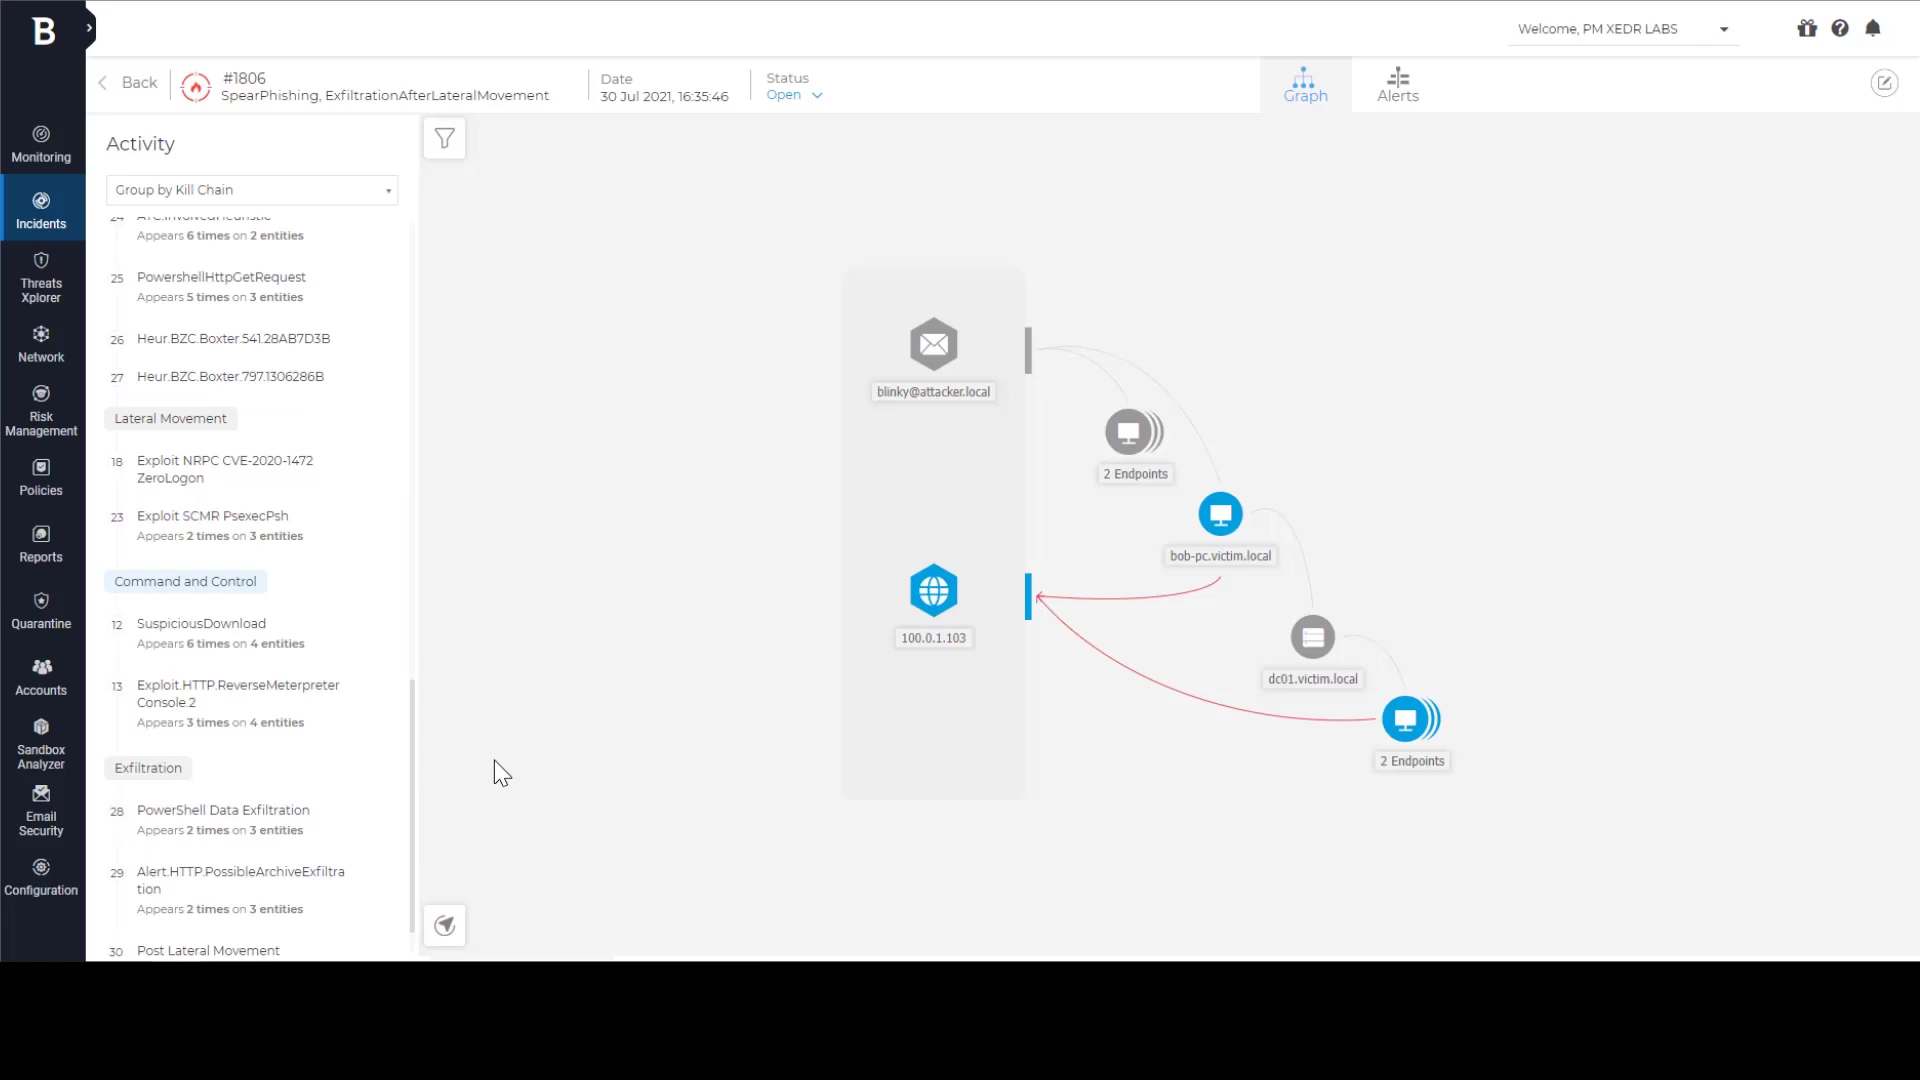 B
Welcome, PM XEDR LABS
Back
#1806
SpearPhishing, ExfiltrationAfterLateralMovement
Date
30 Jul 2021, 16:35:46
Status
Open
Graph
Alerts
Monitoring
Incidents
Threats
Xplorer
Network
Risk
Management
Policies
Reports
Quarantine
Accounts
Sandbox
Analyzer
Email
Security
Configuration
Activity
Group by Kill Chain
24
Appears 6 times on 2 entities
25 PowershellHttpGetRequest
Appears 5 times on 3 entities
26 Heur.BZC.Boxter.541.28AB7D3B
27 Heur.BZC.Boxter.797.1306286B
Lateral Movement
18 Exploit NRPC CVE-2020-1472
ZeroLogon
23 Exploit SCMR PsexecPsh
Appears 2 times on 3 entities
Command and Control
12 SuspiciousDownload
Appears 6 times on 4 entities
13 Exploit.HTTP.ReverseMeterpreter
Console.2
Appears 3 times on 4 entities
Exfiltration
28 PowerShell Data Exfiltration
Appears 2 times on 3 entities
29 Alert.HTTP.PossibleArchiveExfiltra
tion
Appears 2 times on 3 entities
30 Post Lateral Movement
blinky@attacker.local
2 Endpoints
bob-pc.victim.local
100.0.1.103
dc01.victim.local
2 Endpoints